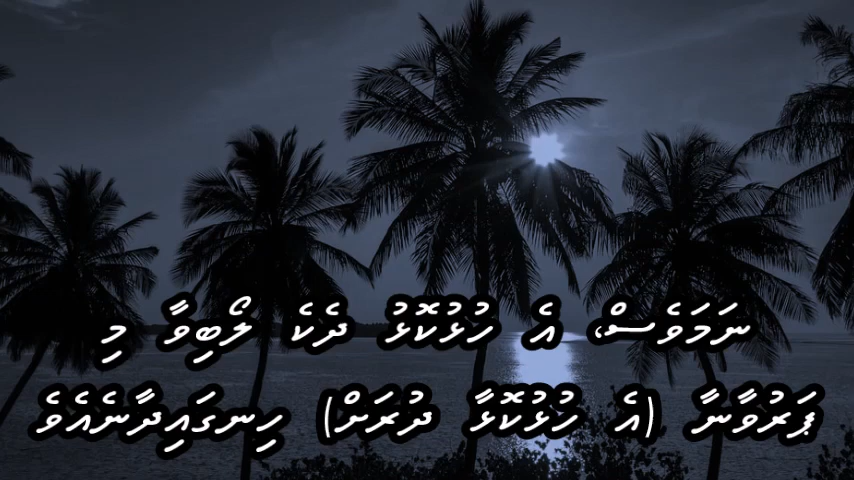 ނަމަވެސް، އެ ހުޅުކޮޅު ދެކެ ލޯބިވާ މި
ޕަރުވާނާ (އެ ހުޅުކޮޅާ ދުރަށް) ހިނގައިދާނެއެވެ